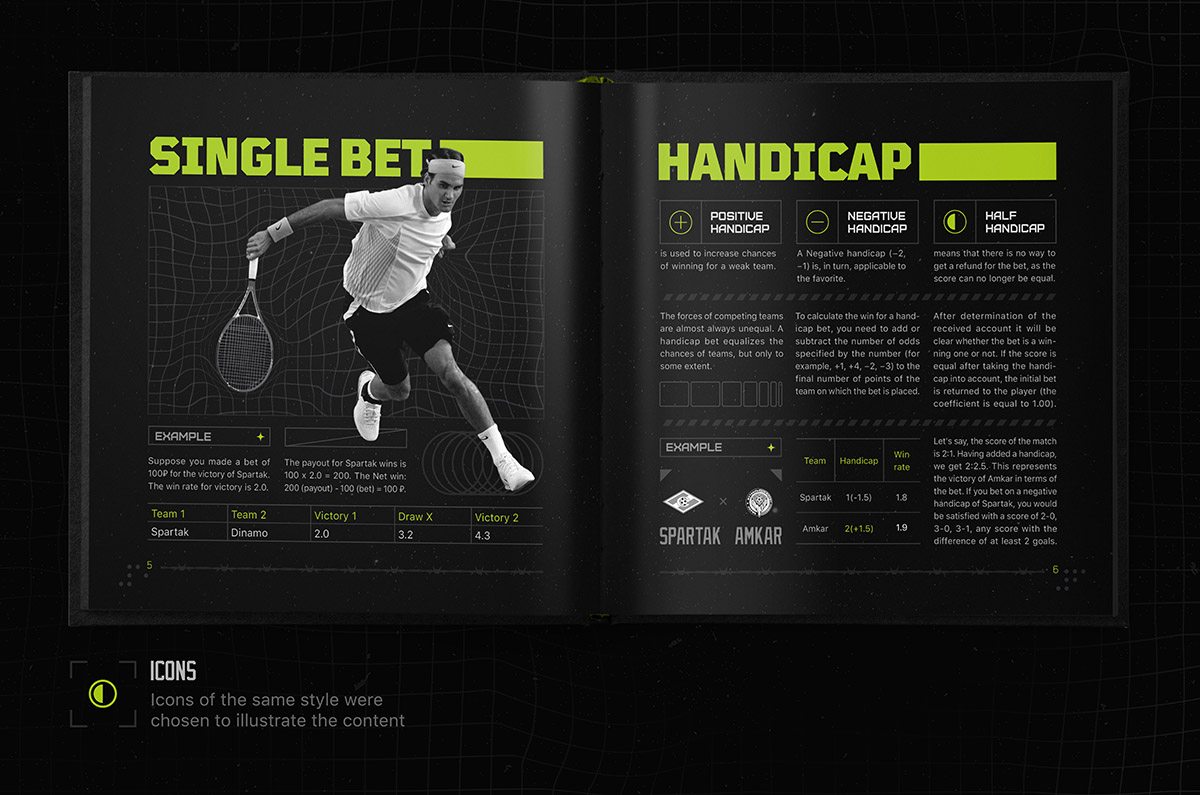 SINGLE BET
EXAMPLE
Suppose you made a bet of
100₽ for the victory of Spartak.
The win rate for victory is 2.0.
The payout for Spartak wins is
100 x 2.0 = 200. The Net win:
200 (payout) - 100 (bet) = 100 ₽.
Team 1 Team 2 Victory 1 Draw X Victory 2
Spartak Dinamo 2.0 3.2 4.3
5
HANDICAP
POSITIVE
HANDICAP
is used to increase chances
of winning for a weak team.
NEGATIVE
HANDICAP
A Negative handicap (−2,
−1) is, in turn, applicable to
the favorite.
HALF
HANDICAP
means that there is no way to
get a refund for the bet, as the
score can no longer be equal.
The forces of competing teams
are almost always unequal. A
handicap bet equalizes the
chances of teams, but only to
some extent.
To calculate the win for a hand-
icap bet, you need to add or
subtract the number of odds
specified by the number (for
example, +1, +4, −2, −3) to the
final number of points of the
team on which the bet is placed.
After determination of the
received account it will be
clear whether the bet is a win-
ning one or not. If the score is
equal after taking the handi-
cap into account, the initial bet
is returned to the player (the
coefficient is equal to 1.00).
EXAMPLE
SPARTAK × AMKAR
Team Handicap Win
rate
Spartak 1(-1.5) 1.8
Amkar 2(+1.5) 1.9
Let's say, the score of the match
is 2:1. Having added a handicap,
we get 2:2.5. This represents
the victory of Amkar in terms of
the bet. If you bet on a negative
handicap of Spartak, you would
be satisfied with a score of 2-0,
3-0, 3-1, any score with the
difference of at least 2 goals.
6
ICONS
Icons of the same style were
chosen to illustrate the content